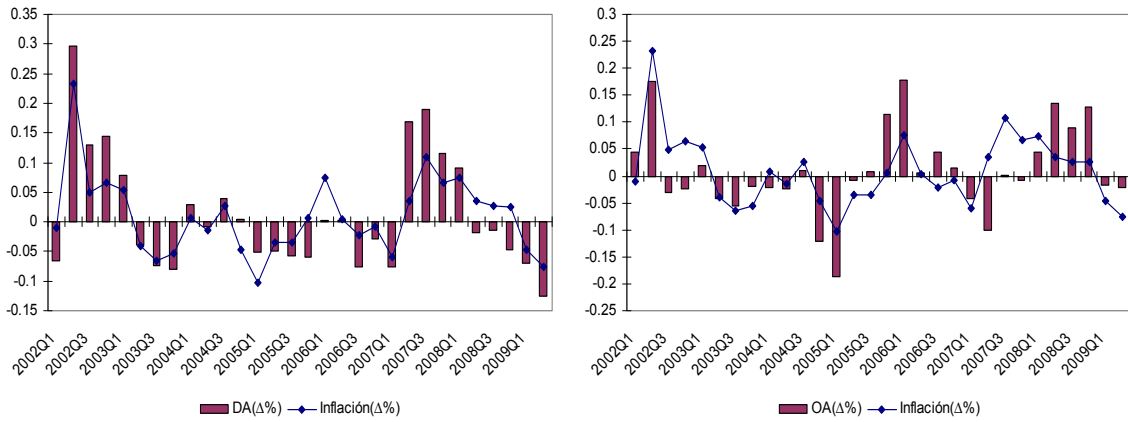 0.35
0.3
0.25
0.2
0.15
0.1
0.05
0
-0.05
-0.1
-0.15
2002Q1
2002Q3
2003Q1
2003Q3
2004Q1
2004Q3
2005Q1
2005Q3
2006Q1
2006Q3
2007Q1
2007Q3
2008Q1
2008Q3
2009Q1
DA(Δ%) Inflación(Δ%)
0.3
0.25
0.2
0.15
0.1
0.05
0
-0.05
-0.1
-0.15
-0.2
-0.25
2002Q1
2002Q3
2003Q1
2003Q3
2004Q1
2004Q3
2005Q1
2005Q3
2006Q1
2006Q3
2007Q1
2007Q3
2008Q1
2008Q3
2009Q1
OA(Δ%) Inflación(Δ%)